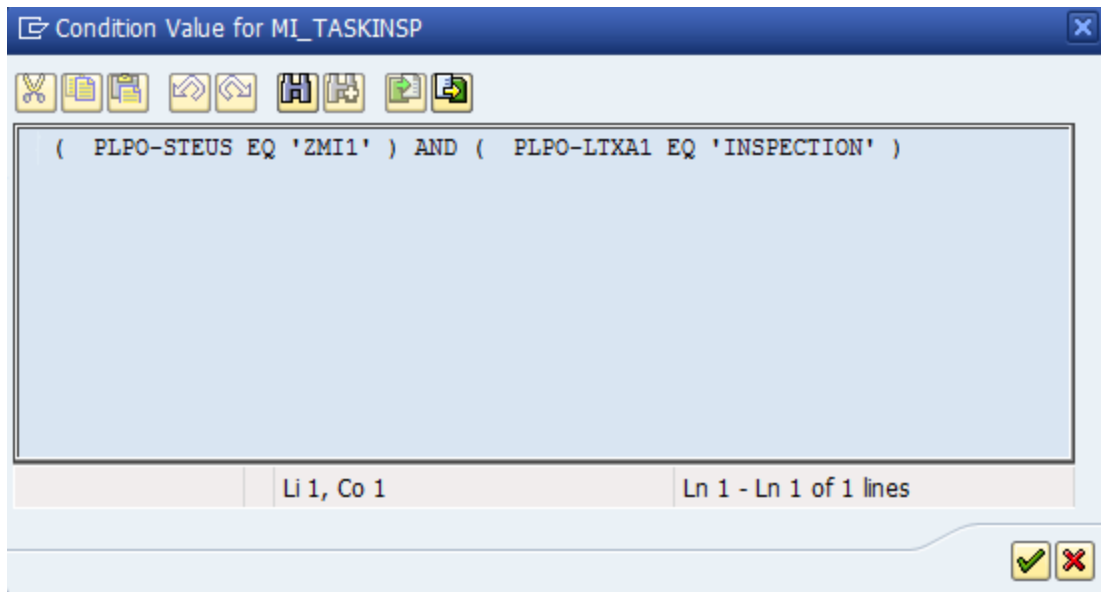 Condition Value for MI_TASKINSP
(  PLPO-STEUS EQ 'ZMI1' ) AND (  PLPO-LTXA1 EQ 'INSPECTION' )
Li 1, Co 1
Ln 1 - Ln 1 of 1 lines